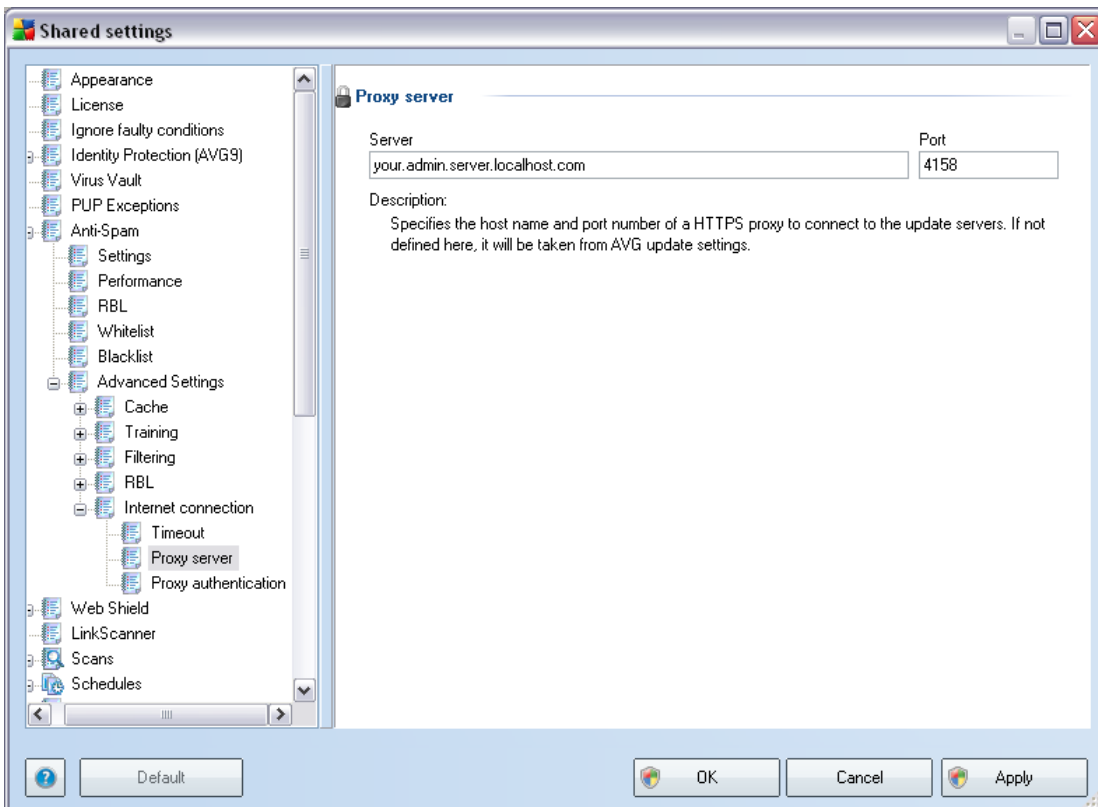 Shared settings
Appearance
License
Ignore faulty conditions
Identity Protection (AVG9)
Virus Vault
PUP Exceptions
Anti-Spam
Settings
Performance
RBL
Whitelist
Blacklist
Advanced Settings
Cache
Training
Filtering
RBL
Internet connection
Timeout
Proxy server
Proxy authentication
Web Shield
LinkScanner
Scans
Schedules
Proxy server
Server
Port
your.admin.server.localhost.com
4158
Description:
Specifies the host name and port number of a HTTPS proxy to connect to the update servers. If not
defined here, it will be taken from AVG update settings.
Default
OK
Cancel
Apply